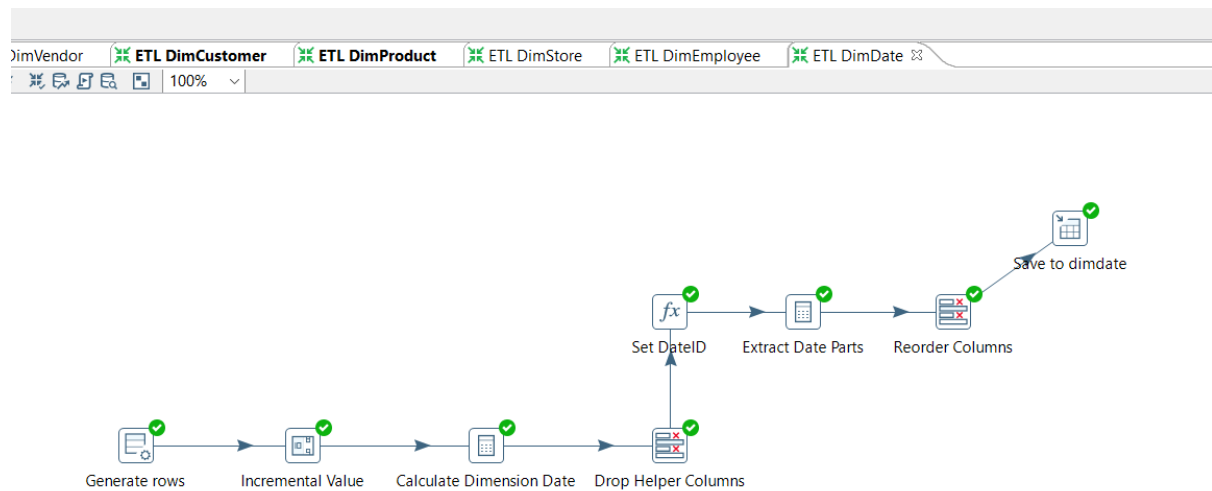 DimVendor ETL DimCustomer ETL DimProduct ETL DimStore ETL DimEmployee ETL DimDate
100%
Save to dimdate
Set DateID Extract Date Parts Reorder Columns
fx
Generate rows Incremental Value Calculate Dimension Date Drop Helper Columns